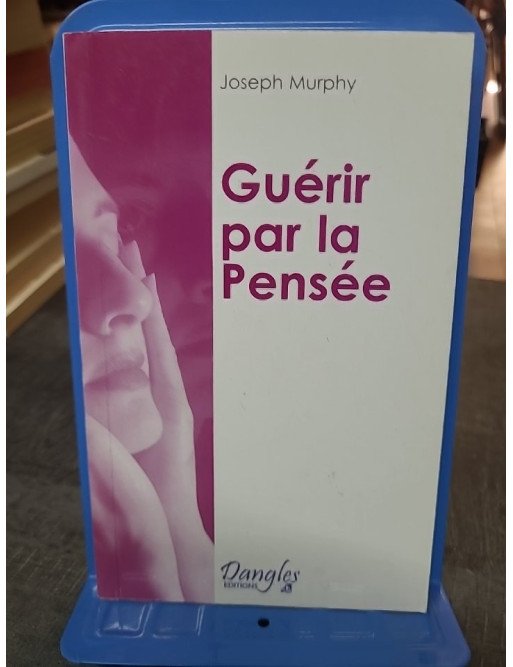 Joseph Murphy
Guérir
par la
Pensée
Dangles
EDITIONS